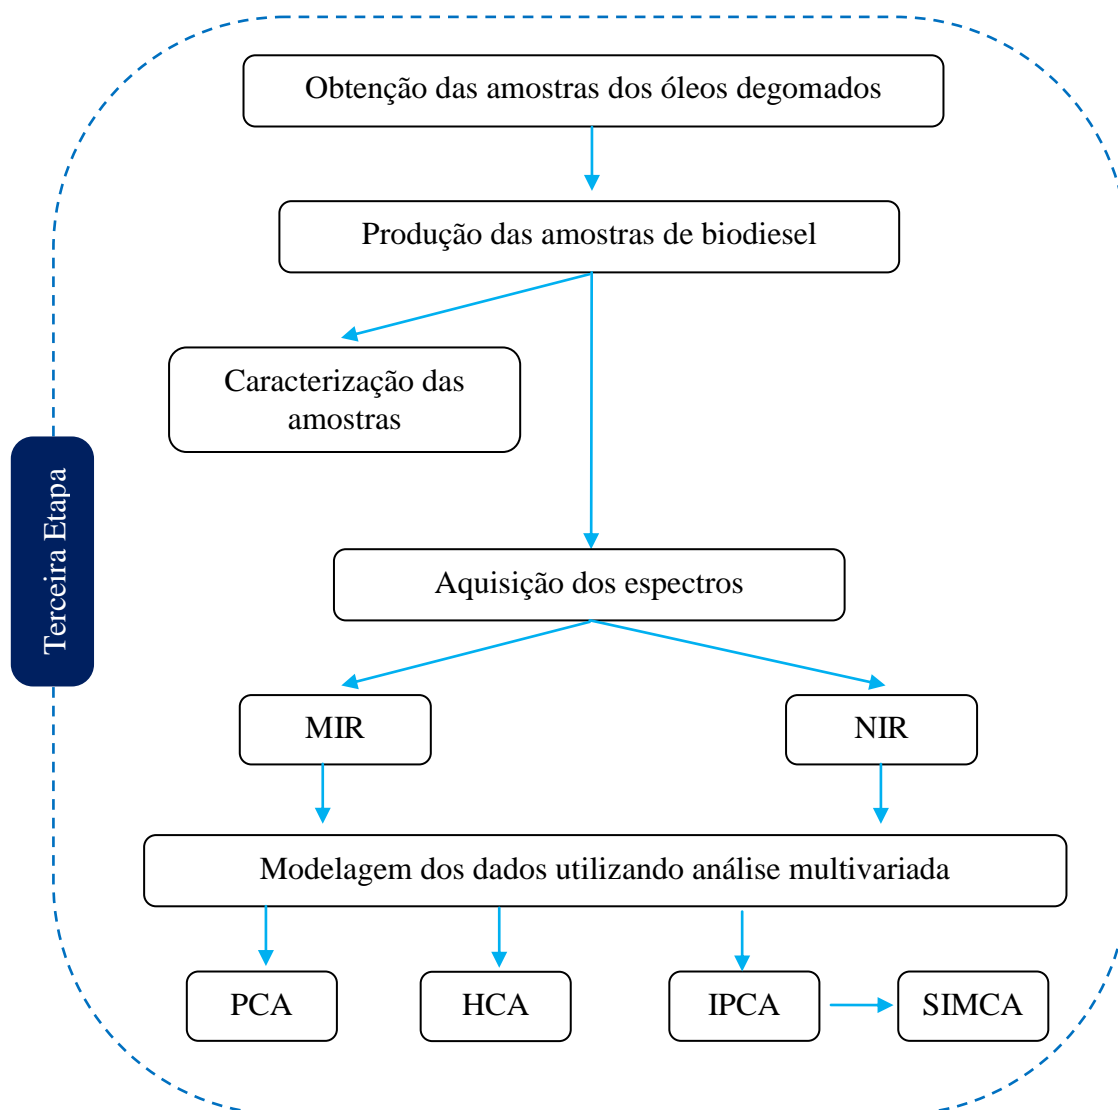 Obtenção das amostras dos óleos degomados
Produção das amostras de biodiesel
Caracterização das
amostras
Terceira Etapa
Aquisição dos espectros
MIR
NIR
Modelagem dos dados utilizando análise multivariada
PCA
HCA
IPCA
SIMCA